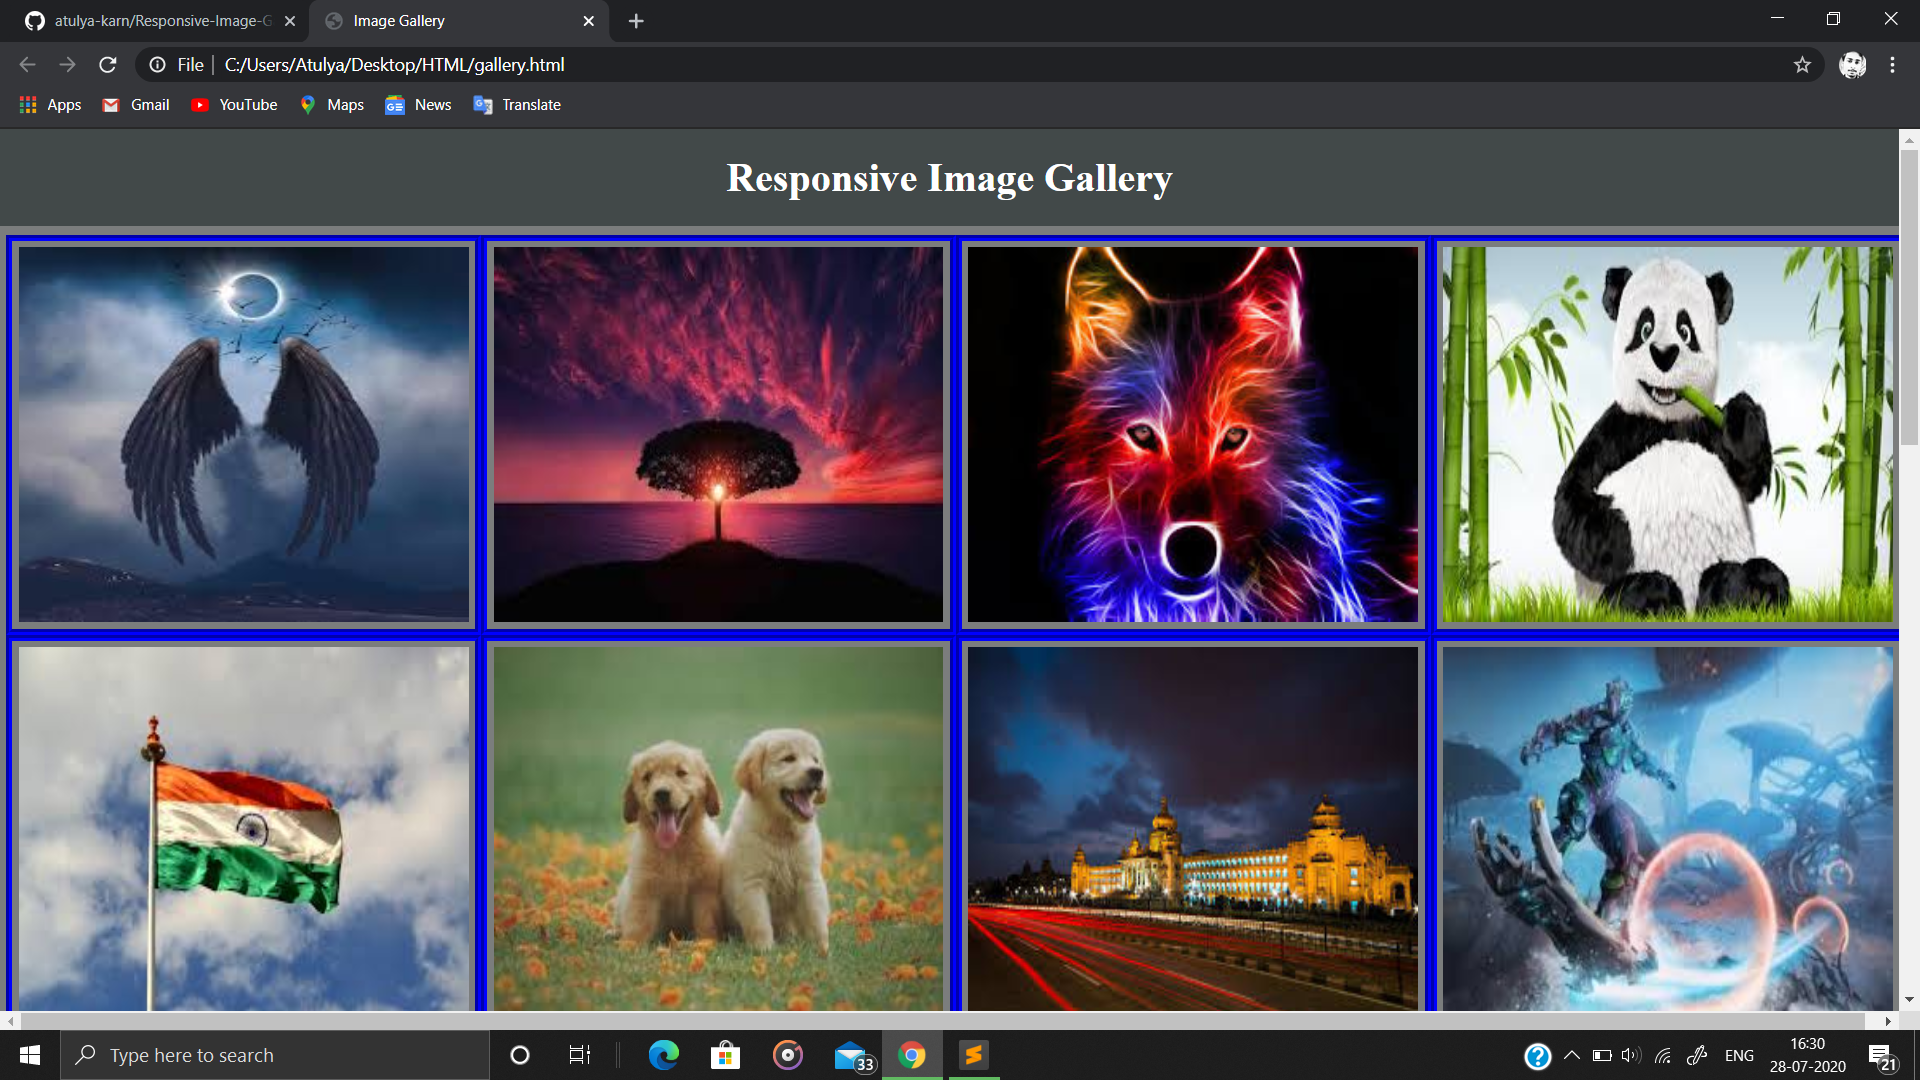 atulya-karn/Responsive-Image-G
Image Gallery
File
C:/Users/Atulya/Desktop/HTML/gallery.html
Apps
Gmail
YouTube
Maps
News
Translate
Responsive Image Gallery
Type here to search
33
ENG
16:30
28-07-2020
21